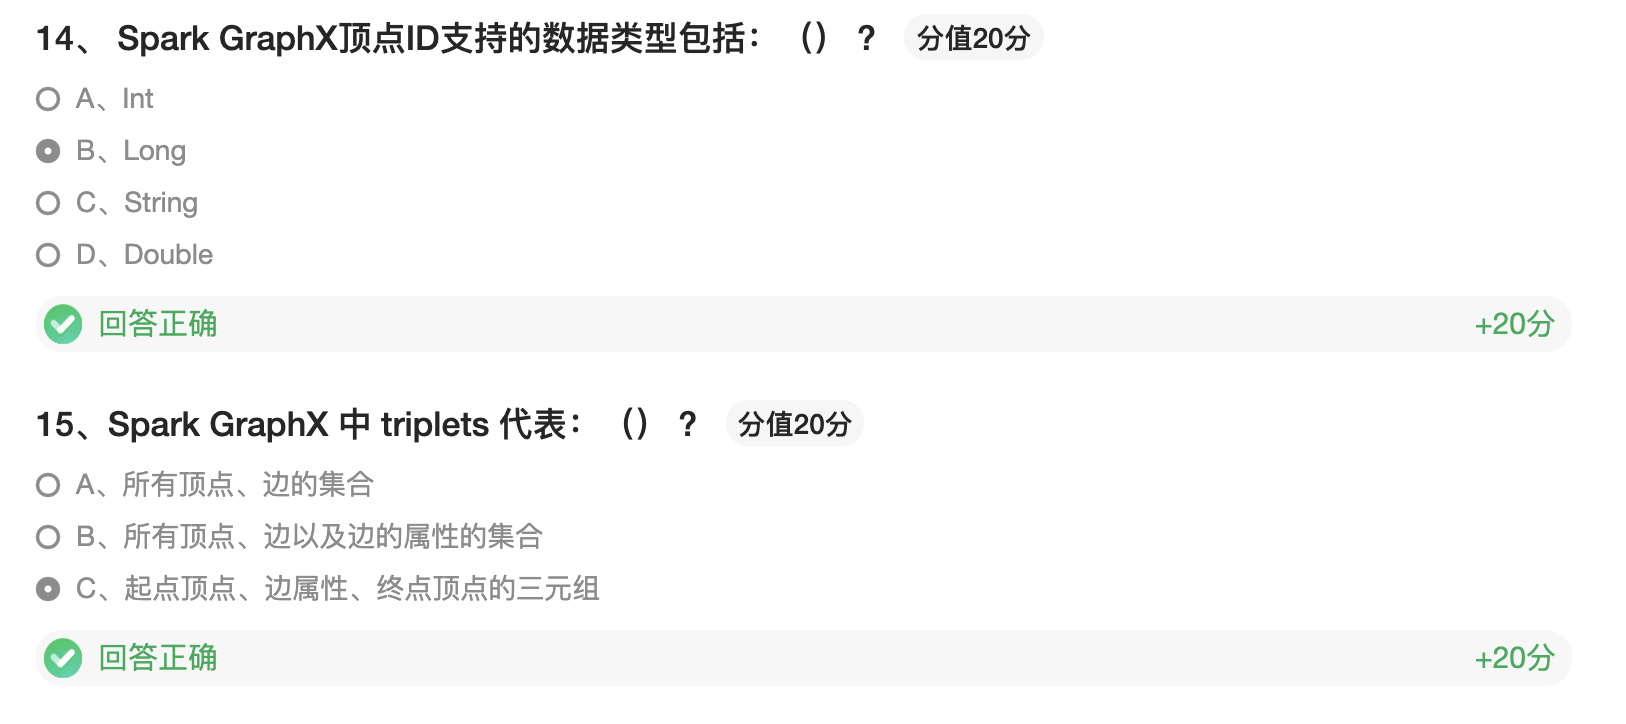 14、 Spark GraphX顶点ID支持的数据类型包括：（） ? 分值20分
A、Int
B、Long
C、String
D、Double
回答正确 +20分
15、Spark GraphX 中 triplets 代表：（） ? 分值20分
A、所有顶点、边的集合
B、所有顶点、边以及边的属性的集合
C、起点顶点、边属性、终点顶点的三元组
回答正确 +20分